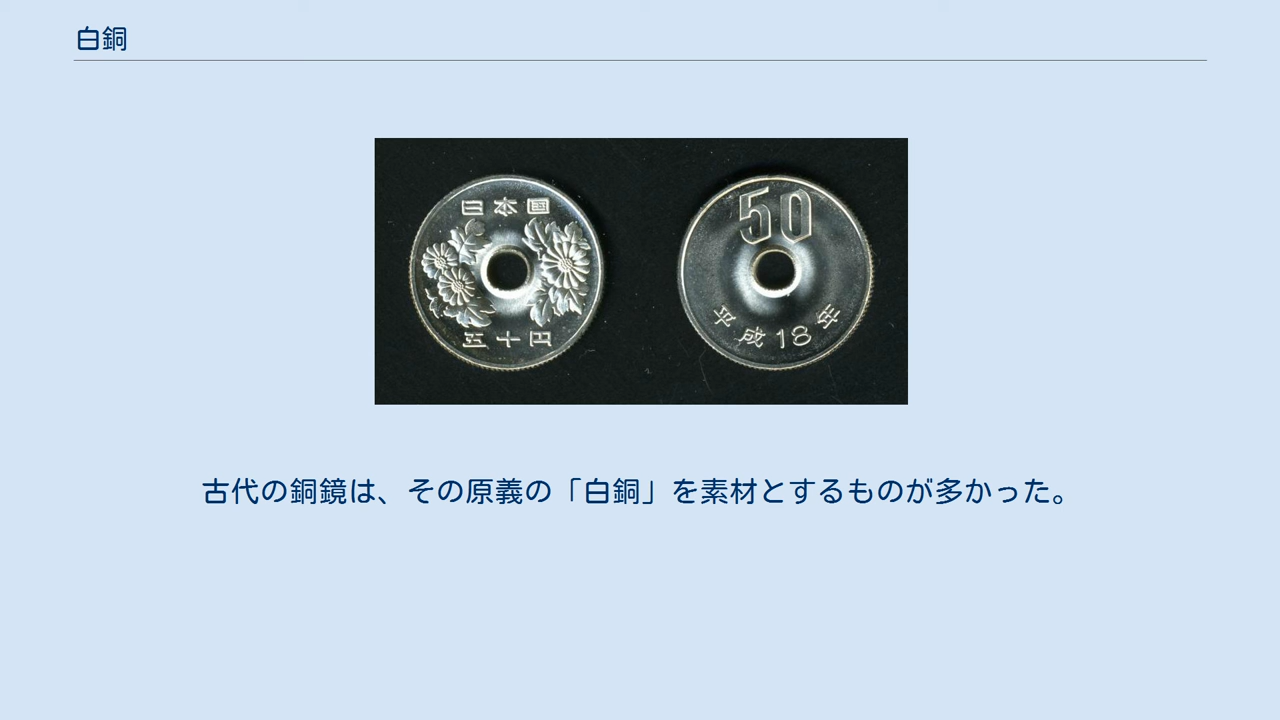 白銅
日本国
五十円
50
平成18年
古代の銅鏡は、その原義の「白銅」を素材とするものが多かった。